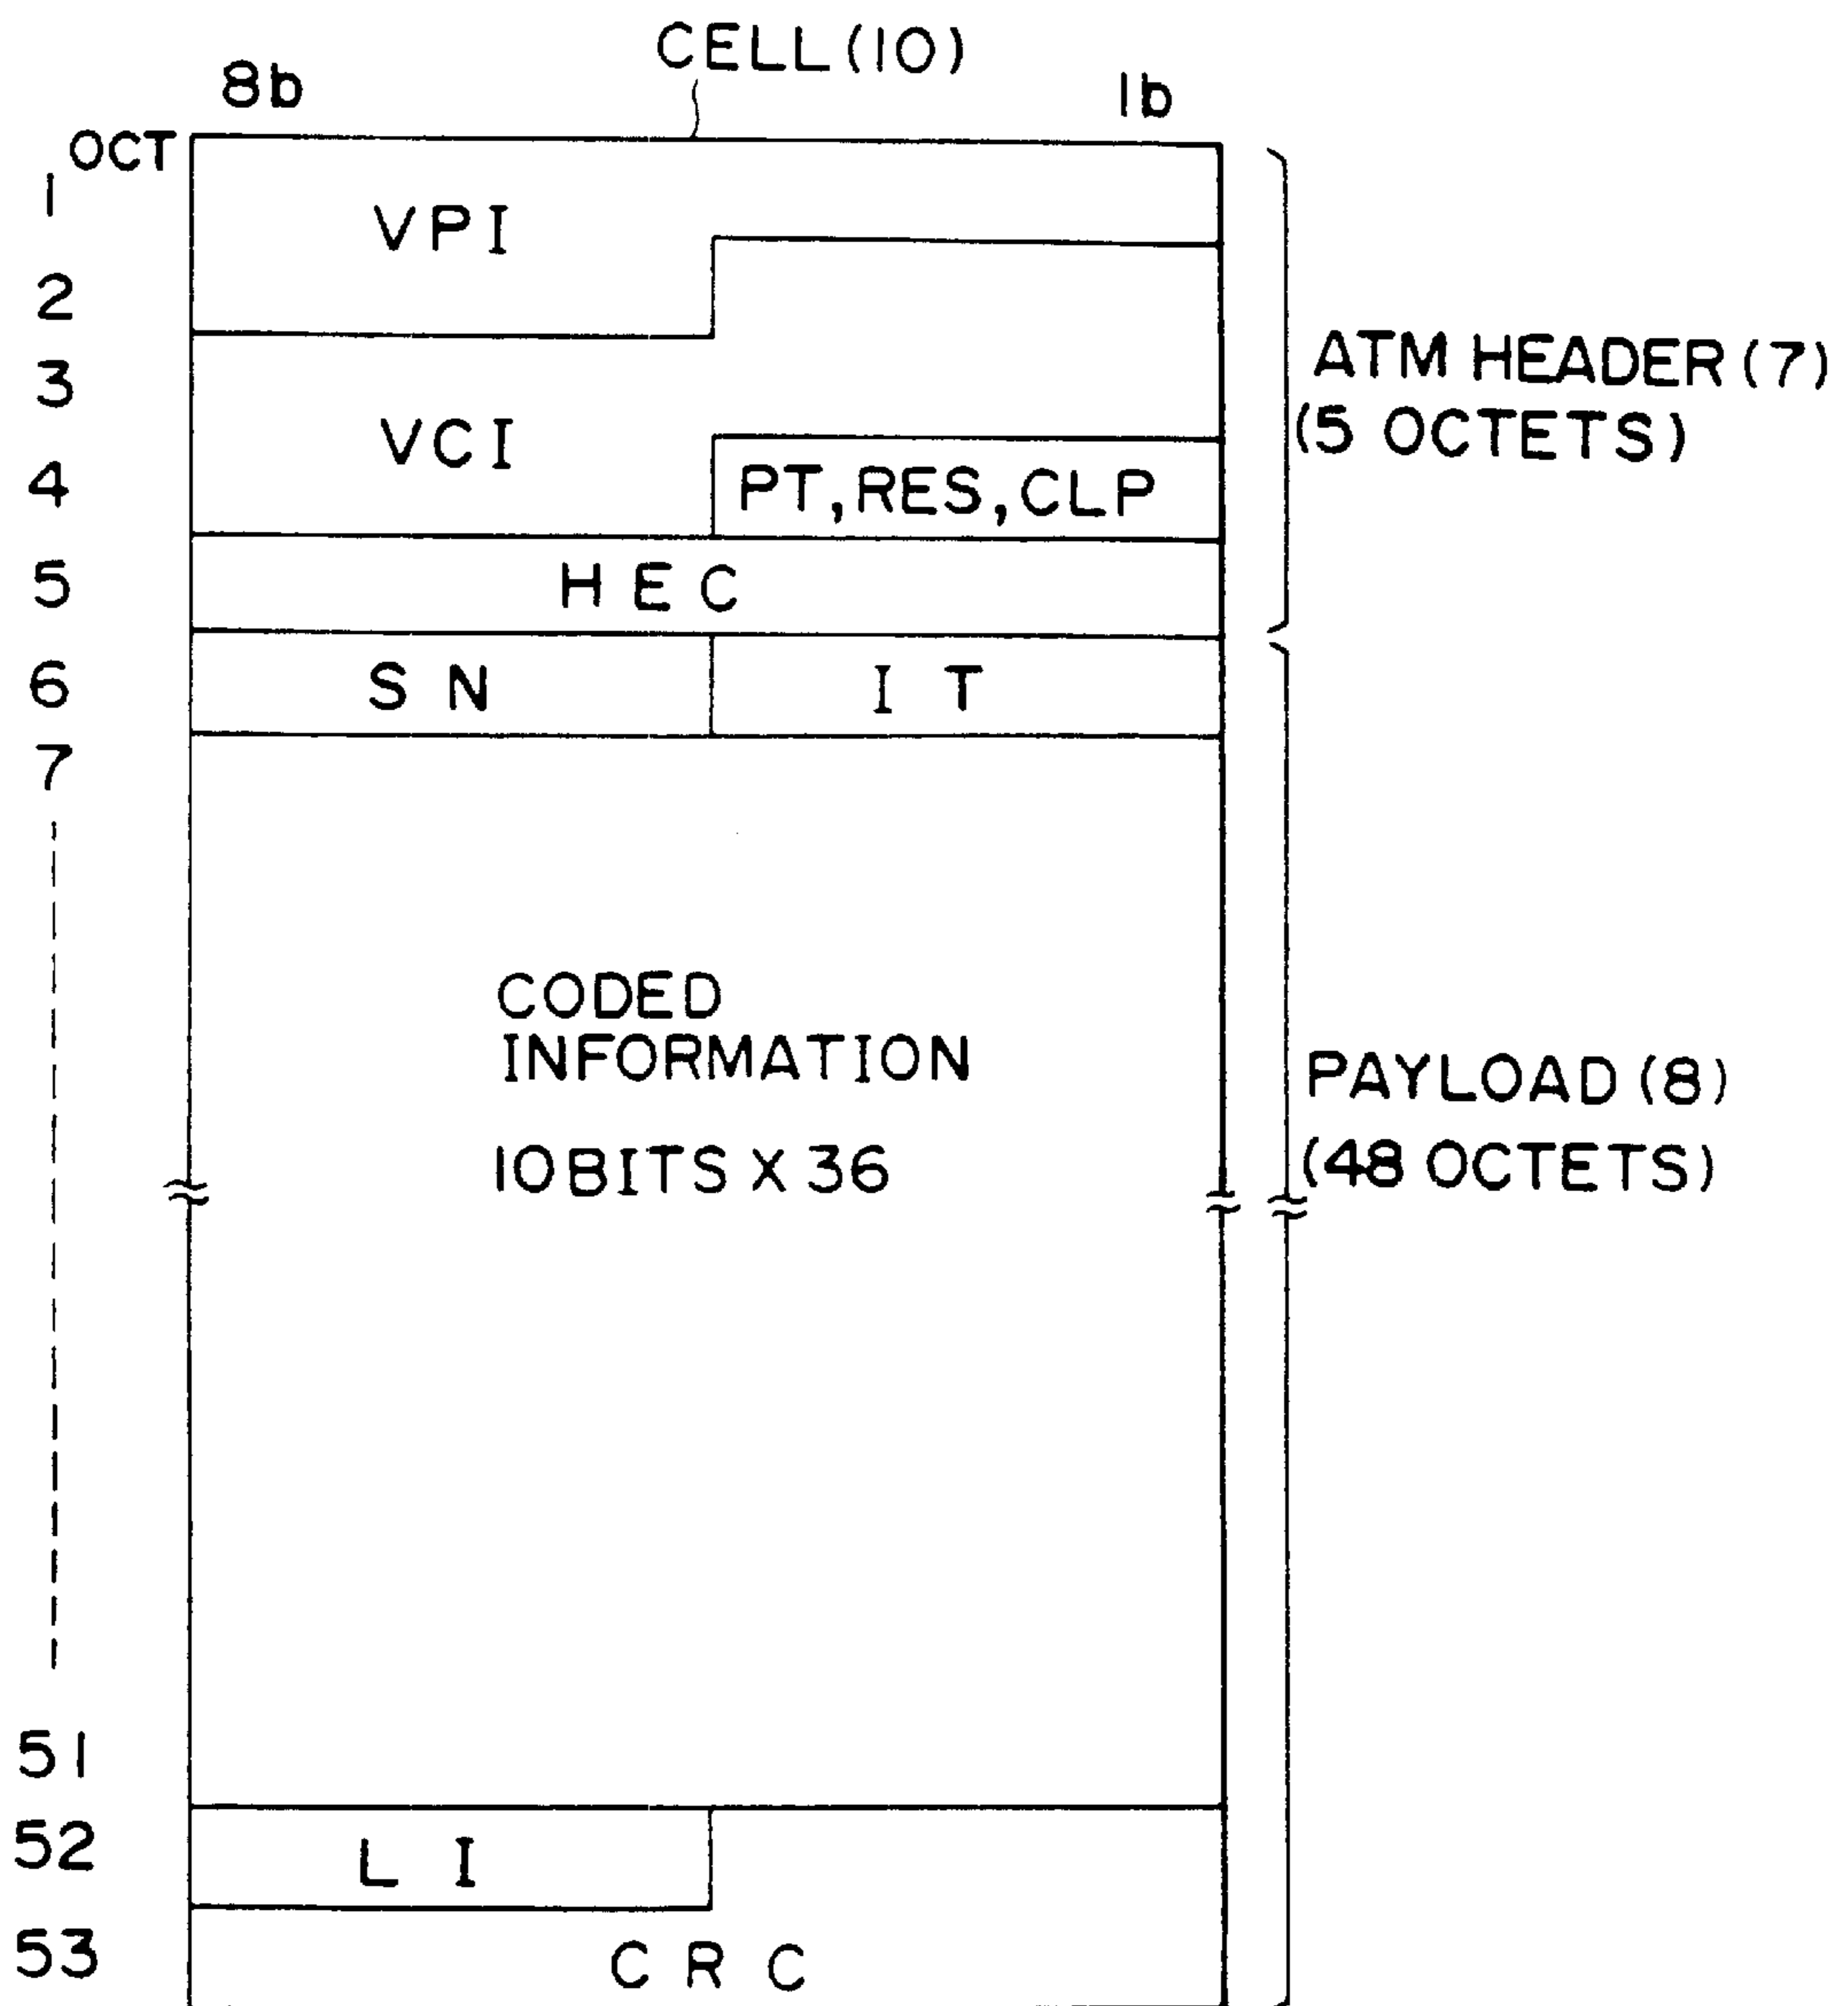 CELL(10)
8b
1b
OCT
1
VPI
2
3
ATM HEADER (7)
(5 OCTETS)
VCI
4
PT, RES, CLP
5
HEC
6
SN
IT
7
CODED
INFORMATION
10BITS X 36
PAYLOAD (8)
(48 OCTETS)
51
52
LI
53
CRC